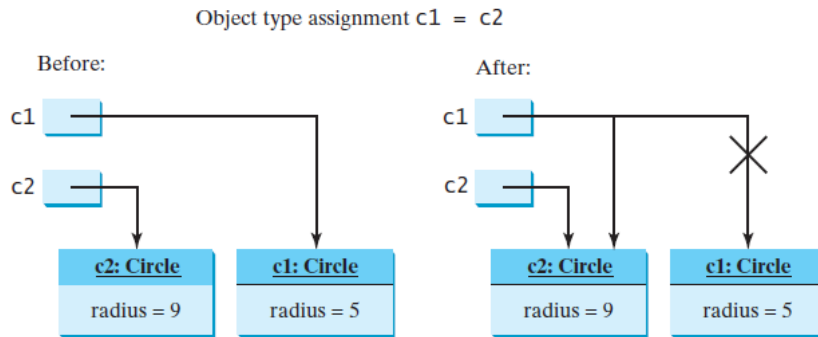 Object type assignment c1 = c2
Before:
c1
c2
c2: Circle
radius = 9
c1: Circle
radius = 5
After:
c1
c2
c2: Circle
radius = 9
c1: Circle
radius = 5